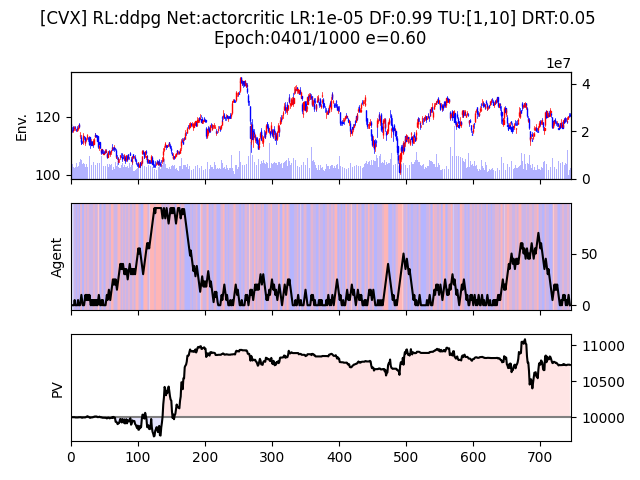 [CVX] RL:ddpg Net:actorcritic LR:1e-05 DF:0.99 TU:[1,10] DRT:0.05
Epoch:0401/1000 e=0.60
1e7
Env.
120
100
4
2
0
Agent
50
0
PV
11000
10500
10000
0 100 200 300 400 500 600 700